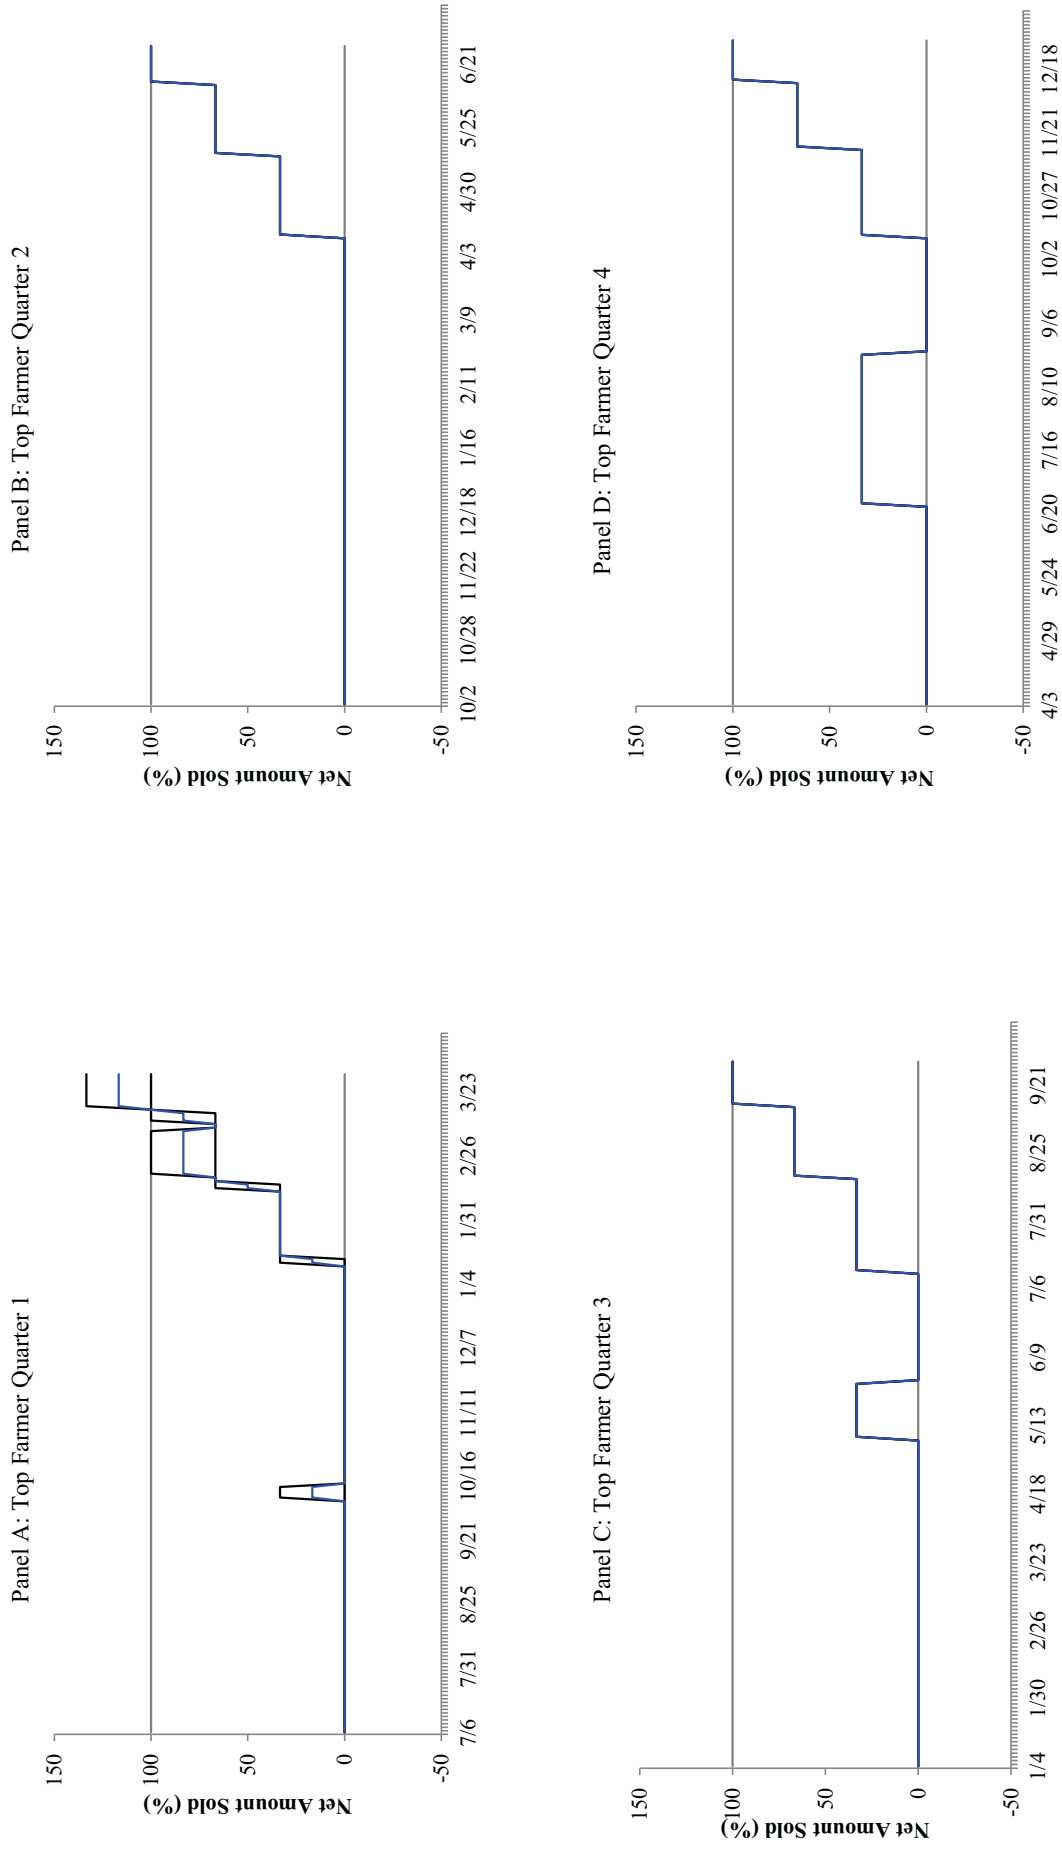 Panel A: Top Farmer Quarter 1
Net Amount Sold (%)
150
100
50
0
-50
7/6 7/31 8/25 9/21 10/16 11/11 12/7 1/4 1/31 2/26 3/23
Panel B: Top Farmer Quarter 2
Net Amount Sold (%)
150
100
50
0
-50
10/2 10/28 11/22 12/18 1/16 2/11 3/9 4/3 4/30 5/25 6/21
Panel C: Top Farmer Quarter 3
Net Amount Sold (%)
150
100
50
0
-50
1/4 1/30 2/26 3/23 4/18 5/13 6/9 7/6 7/31 8/25 9/21
Panel D: Top Farmer Quarter 4
Net Amount Sold (%)
150
100
50
0
-50
4/3 4/29 5/24 6/20 7/16 8/10 9/6 10/2 10/27 11/21 12/18